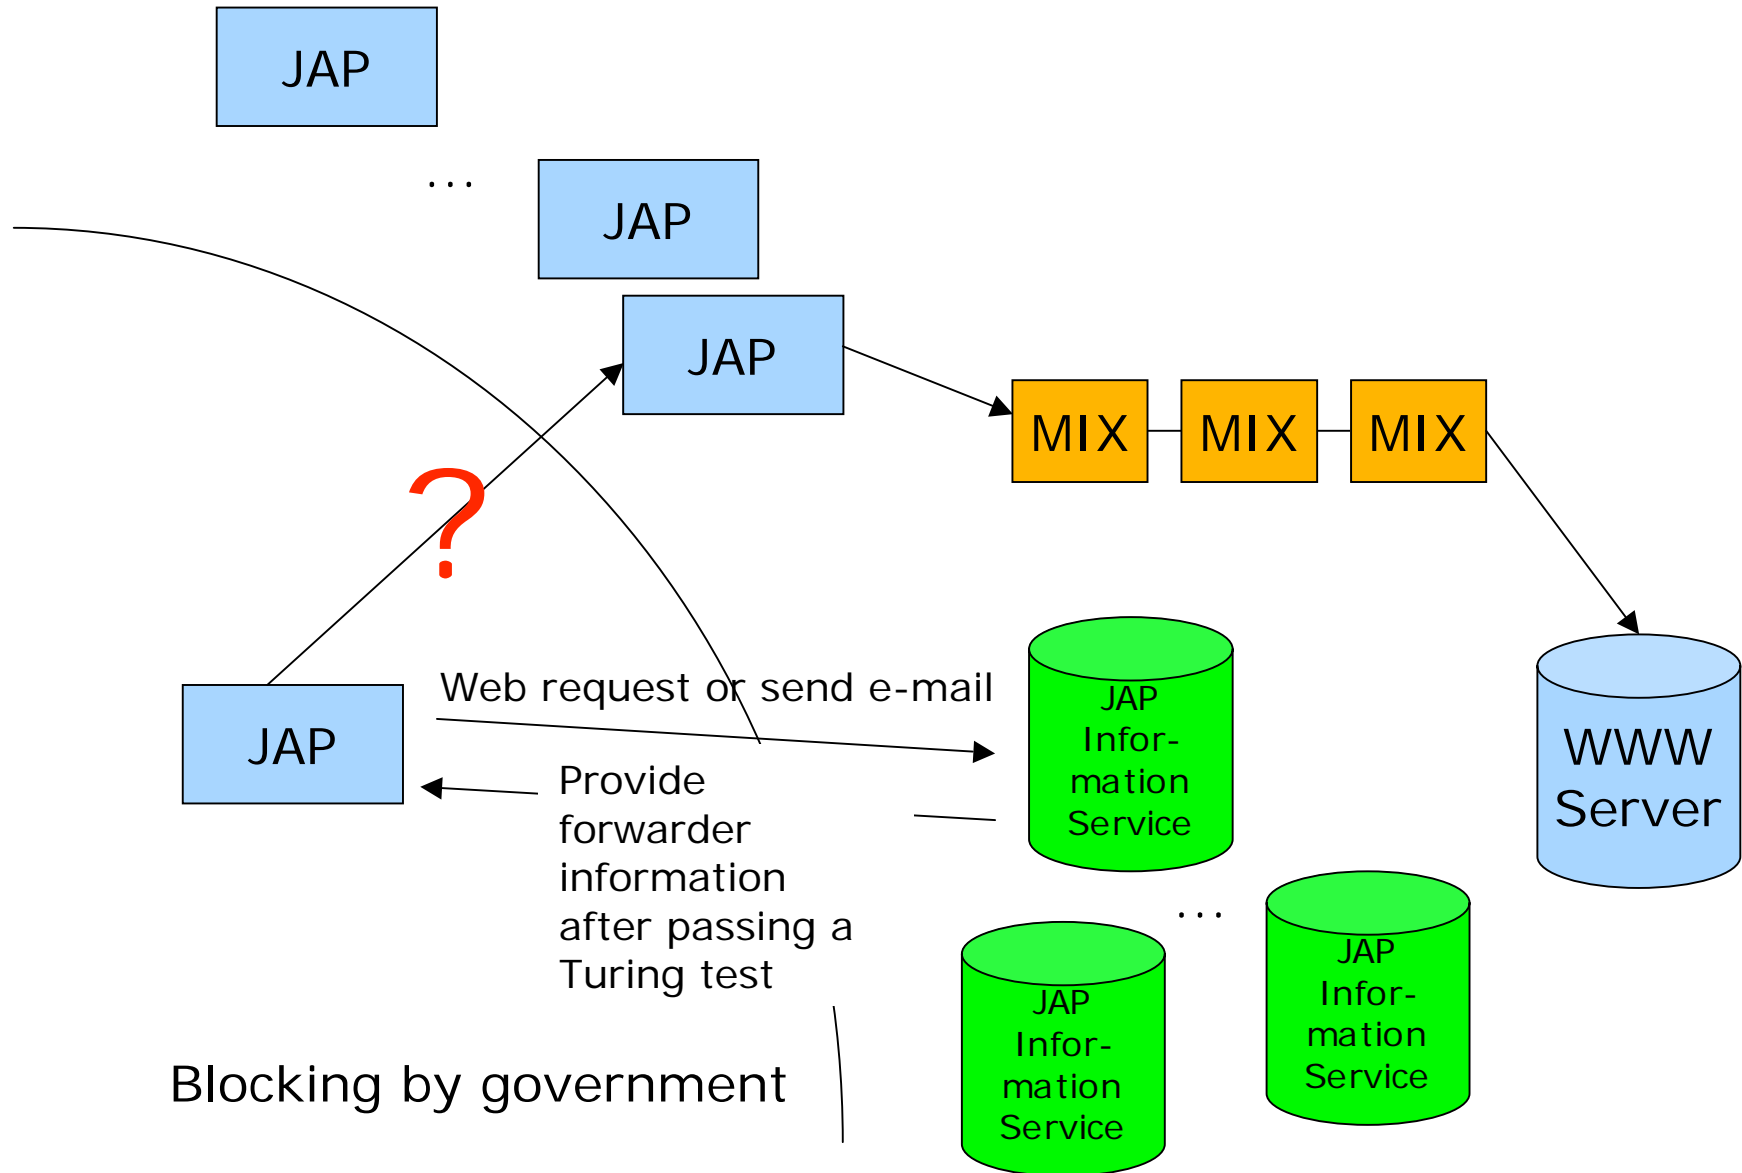 JAP
...
JAP
JAP
MIX
MIX
MIX
?
Web request or send e-mail
JAP
Provide
forwarder
information
after passing a
Turing test
JAP
Infor-
mation
Service
WWW
Server
...
JAP
Infor-
mation
Service
JAP
Infor-
mation
Service
Blocking by government